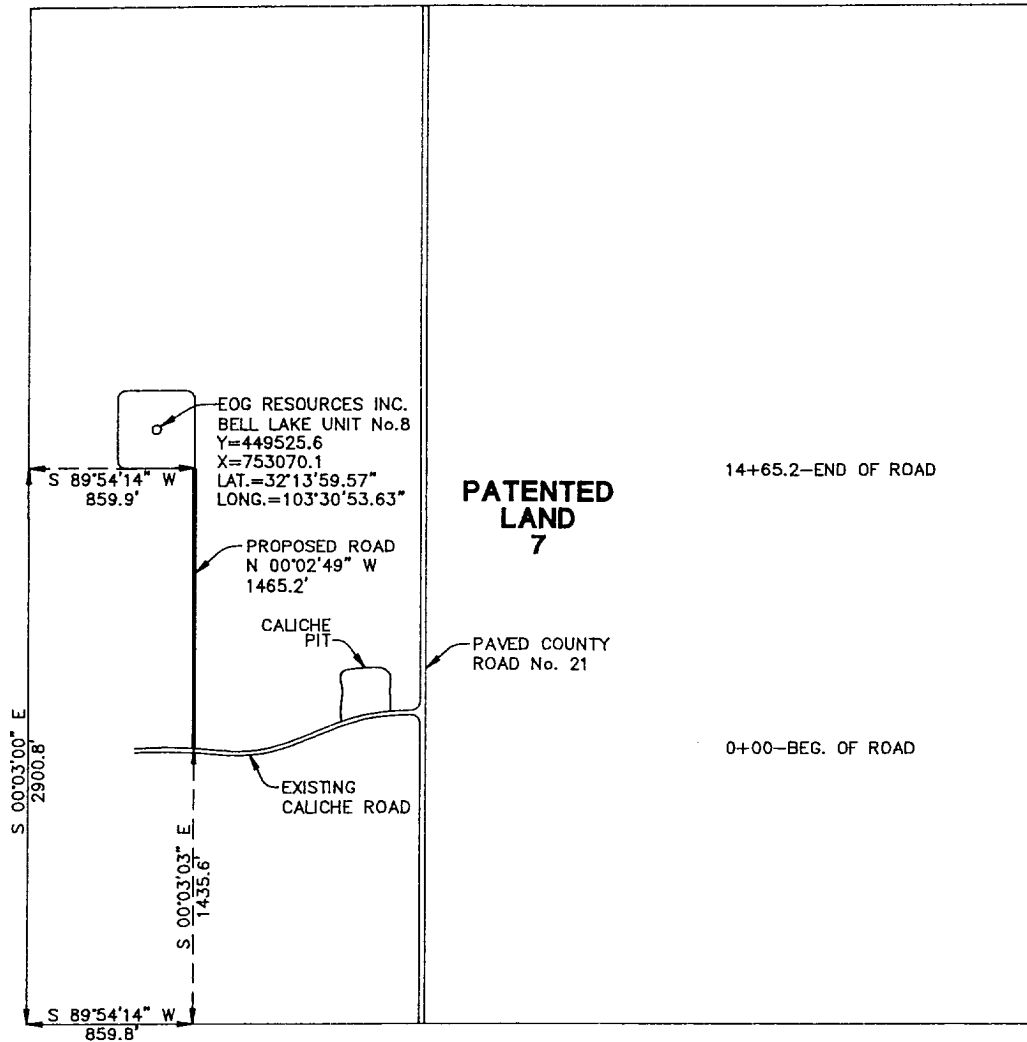 EOG RESOURCES INC.
BELL LAKE UNIT No.8
Y=449525.6
X=753070.1
LAT.=32°13'59.57"
LONG.=103°30'53.63"
S 89°54'14" W
859.9'
14+65.2-END OF ROAD
PATENTED
LAND
7
PROPOSED ROAD
N 00°02'49" W
1465.2'
CALICHE
PIT
PAVED COUNTY
ROAD No. 21
0+00-BEG. OF ROAD
EXISTING
CALICHE ROAD
S 00°03'00" E
2900.8'
S 00°03'03" E
1435.6'
S 89°54'14" W
859.8'